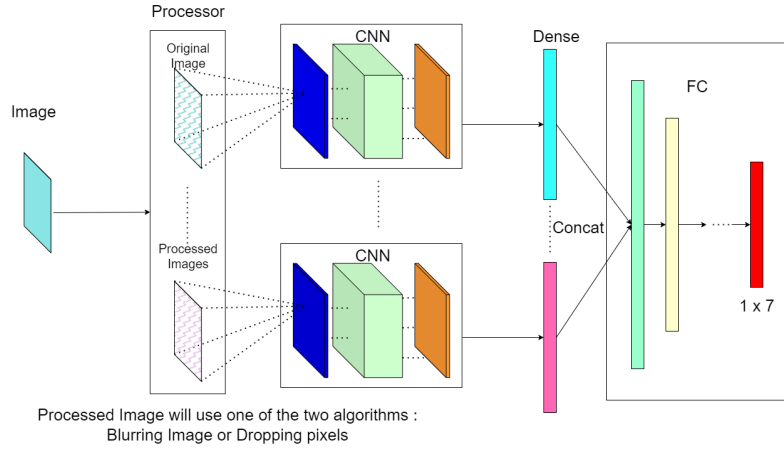 Processor
Original
Image
CNN
Dense
FC
Image
Processed
Images
CNN
Concat
1 x 7
Processed Image will use one of the two algorithms :
Blurring Image or Dropping pixels